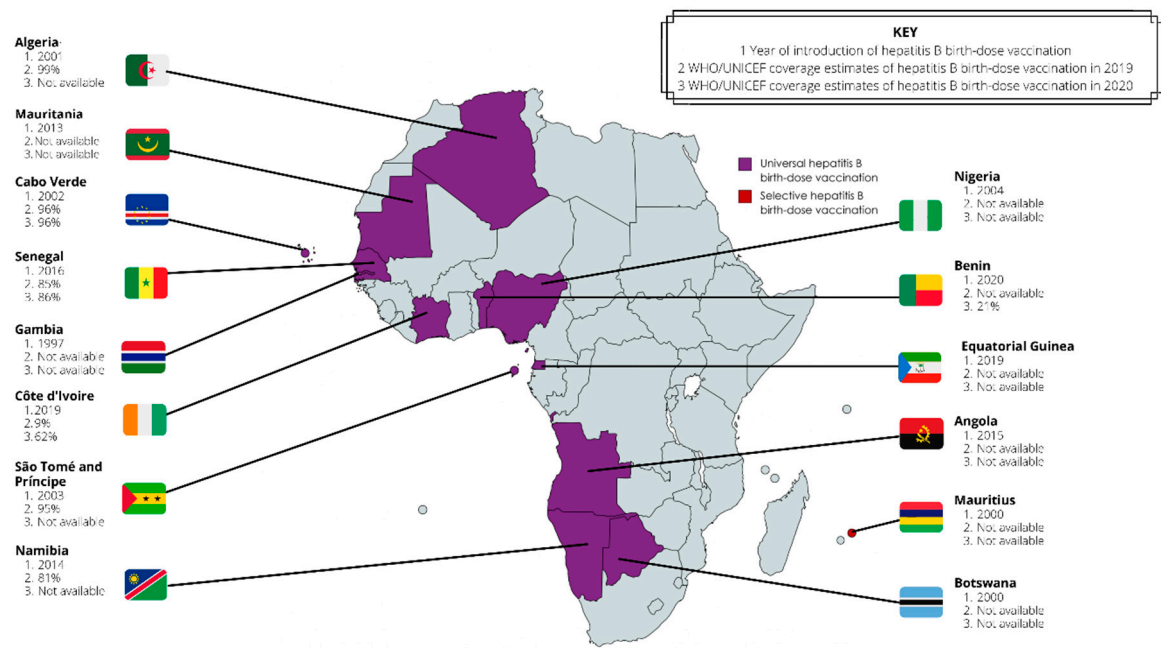 KEY
1 Year of introduction of hepatitis B birth-dose vaccination
2 WHO/UNICEF coverage estimates of hepatitis B birth-dose vaccination in 2019
3 WHO/UNICEF coverage estimates of hepatitis B birth-dose vaccination in 2020
Algeria
1. 2001
2. 99%
3. Not available
Mauritania
1. 2013
2. Not available
3. Not available
Cabo Verde
1. 2002
2. 96%
3. 96%
Senegal
1. 2016
2. 85%
3. 86%
Gambia
1. 1997
2. Not available
3. Not available
Côte d'Ivoire
1.2019
2.9%
3.62%
São Tomé and
Príncipe
1. 2003
2. 95%
3. Not available
Namibia
1. 2014
2. 81%
3. Not available
Universal hepatitis B
birth-dose vaccination
Selective hepatitis B
birth-dose vaccination
Nigeria
1. 2004
2. Not available
3. Not available
Benin
1. 2020
2. Not available
3. 21%
Equatorial Guinea
1. 2019
2. Not available
3. Not available
Angola
1. 2015
2. Not available
3. Not available
Mauritius
1. 2000
2. Not available
3. Not available
Botswana
1. 2000
2. Not available
3. Not available